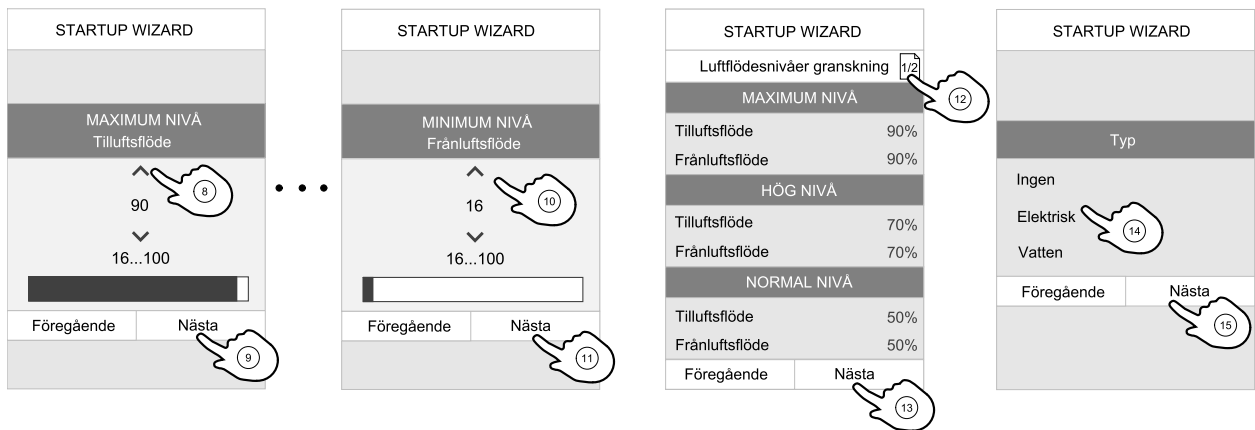 STARTUP WIZARD
MAXIMUM NIVÅ
Tilluftsflöde
8
90
16...100
Föregående
Nästa
9
STARTUP WIZARD
MINIMUM NIVÅ
Frånluftsflöde
10
16
16...100
Föregående
Nästa
11
STARTUP WIZARD
Luftflödesnivåer granskning 1/2
12
MAXIMUM NIVÅ
Tilluftsflöde 90%
Frånluftsflöde 90%
HÖG NIVÅ
Tilluftsflöde 70%
Frånluftsflöde 70%
NORMAL NIVÅ
Tilluftsflöde 50%
Frånluftsflöde 50%
Föregående
Nästa
13
STARTUP WIZARD
Typ
Ingen
Elektrisk
14
Vatten
Föregående
Nästa
15